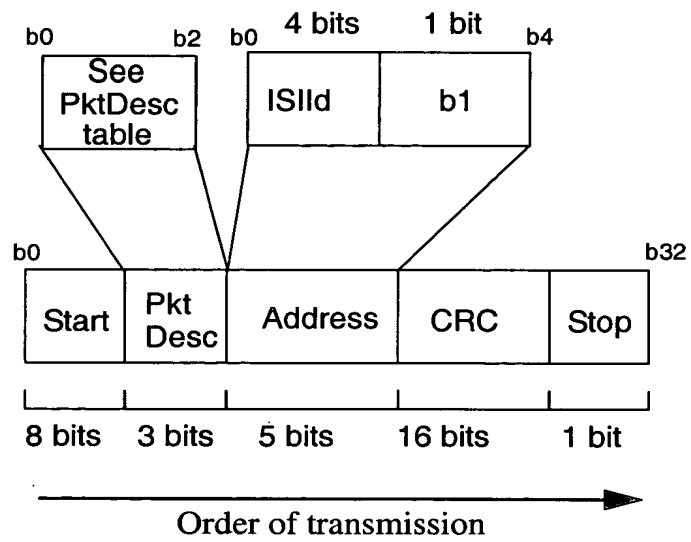 4 bits 1 bit
b0 b2 b0 b4
See
PktDesc
table
ISIId b1
b0 b32
Start Pkt
Desc Address CRC Stop
8 bits 3 bits 5 bits 16 bits 1 bit
Order of transmission